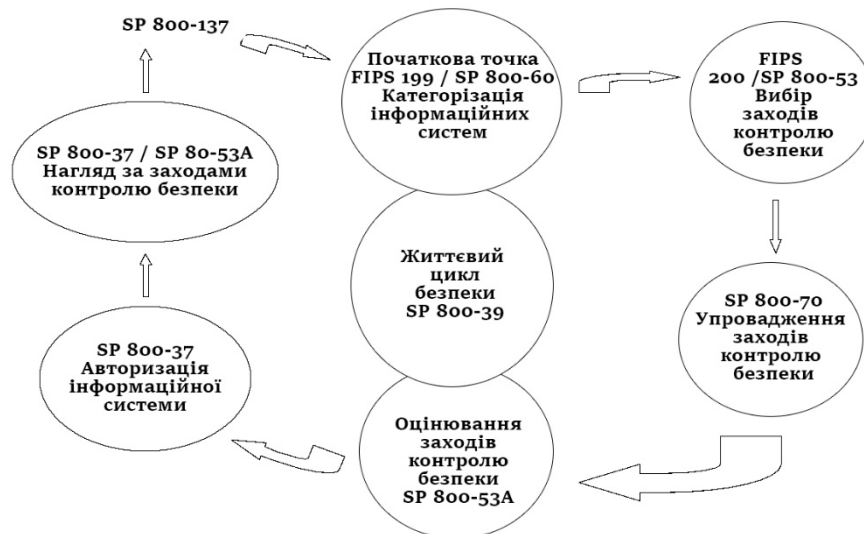 SP 800-137
Початкова точка
FIPS 199 / SP 800-60
Категорізація
інформаційних
систем
FIPS
200 /SP 800-53
Вибір
заходів
контролю
безпеки
SP 800-37 / SP 80-53A
Нагляд за заходами
контролю безпеки
Життєвий
цикл
безпеки
SP 800-39
SP 800-70
Упровадження
заходів
контролю
безпеки
SP 800-37
Авторизація
інформаційної
системи
Оцінювання
заходів
контролю
безпеки
SP 800-53A